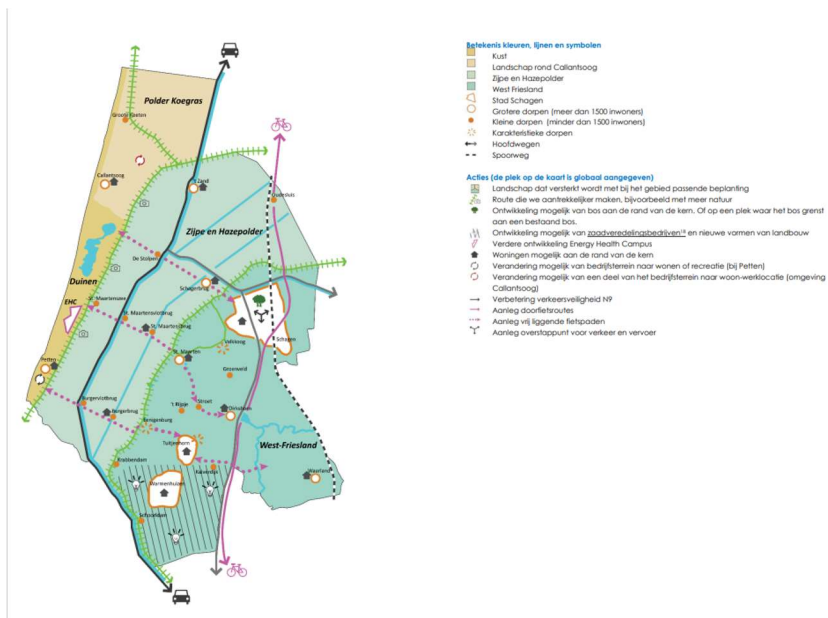 Polder Koegras
Groote Keeten
Callantsoog
't Zand
Oudesluis
Zijpe en Hazepolder
De Stolpen
Duinen
Schagerbrug
EHC
St. Maartenszee
St. Maartensvlotbrug
St. Maartensbrug
Valkkoog
Schagen
St. Maarten
Petten
Groenveld
Burgervlotbrug
Burgerbrug
't Rijpje
Stroet
Dirkshorn
Eenigenburg
Tuitjenhorn
West-Friesland
Krabbendam
Kalverdijk
Waarland
Warmenhuizen
Schoorldam
Betekenis kleuren, lijnen en symbolen
Kust
Landschap rond Callantsoog
Zijpe en Hazepolder
West Friesland
Stad Schagen
Grotere dorpen (meer dan 1500 inwoners)
Kleine dorpen (minder dan 1500 inwoners)
Karakteristieke dorpen
Hoofdwegen
Spoorweg
Acties (de plek op de kaart is globaal aangegeven)
Landschap dat versterkt wordt met bij het gebied passende beplanting
Route die we aantrekkelijker maken, bijvoorbeeld met meer natuur
Ontwikkeling mogelijk van bos aan de rand van de kern. Of op een plek waar het bos grenst
aan een bestaand bos.
Ontwikkeling mogelijk van zaadveredelingsbedrijven¹⁸ en nieuwe vormen van landbouw
Verdere ontwikkeling Energy Health Campus
Woningen mogelijk aan de rand van de kern
Verandering mogelijk van bedrijfsterrein naar wonen of recreatie (bij Petten)
Verandering mogelijk van een deel van het bedrijfsterrein naar woon-werklocatie (omgeving
Callantsoog)
Verbetering verkeersveiligheid N9
Aanleg doorfietsroutes
Aanleg vrij liggende fietspaden
Aanleg overstappunt voor verkeer en vervoer